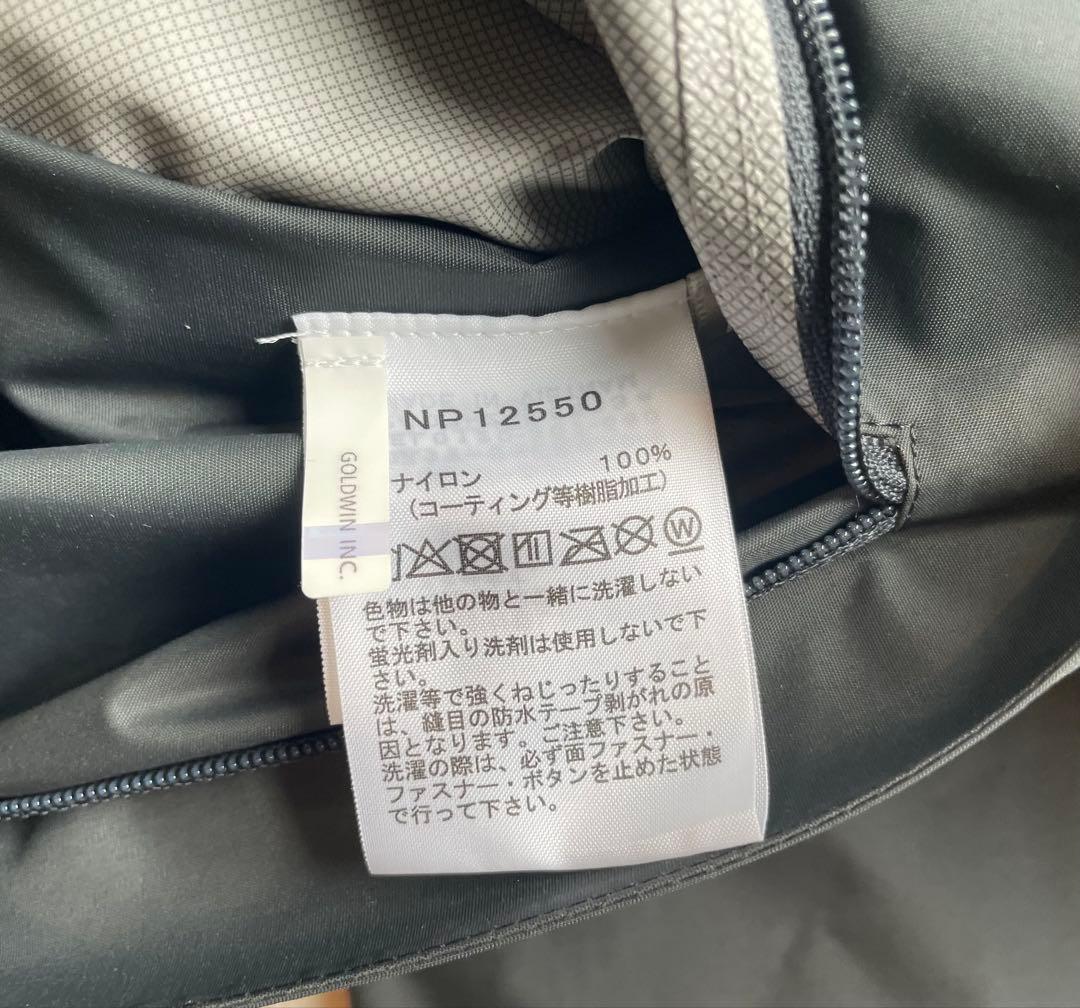 NP12550
GOLDWIN INC.
ナイロン 100%
(コーティング等樹脂加工)
W
色物は他の物と一緒に洗濯しない
で下さい。
蛍光剤入り洗剤は使用しないで下
さい。
洗濯等で強くねじったりすること
は、縫目の防水テープ剥がれの原
因となります。ご注意下さい。
洗濯の際は、必ず面ファスナー・
ファスナー・ボタンを止めた状態
で行って下さい。